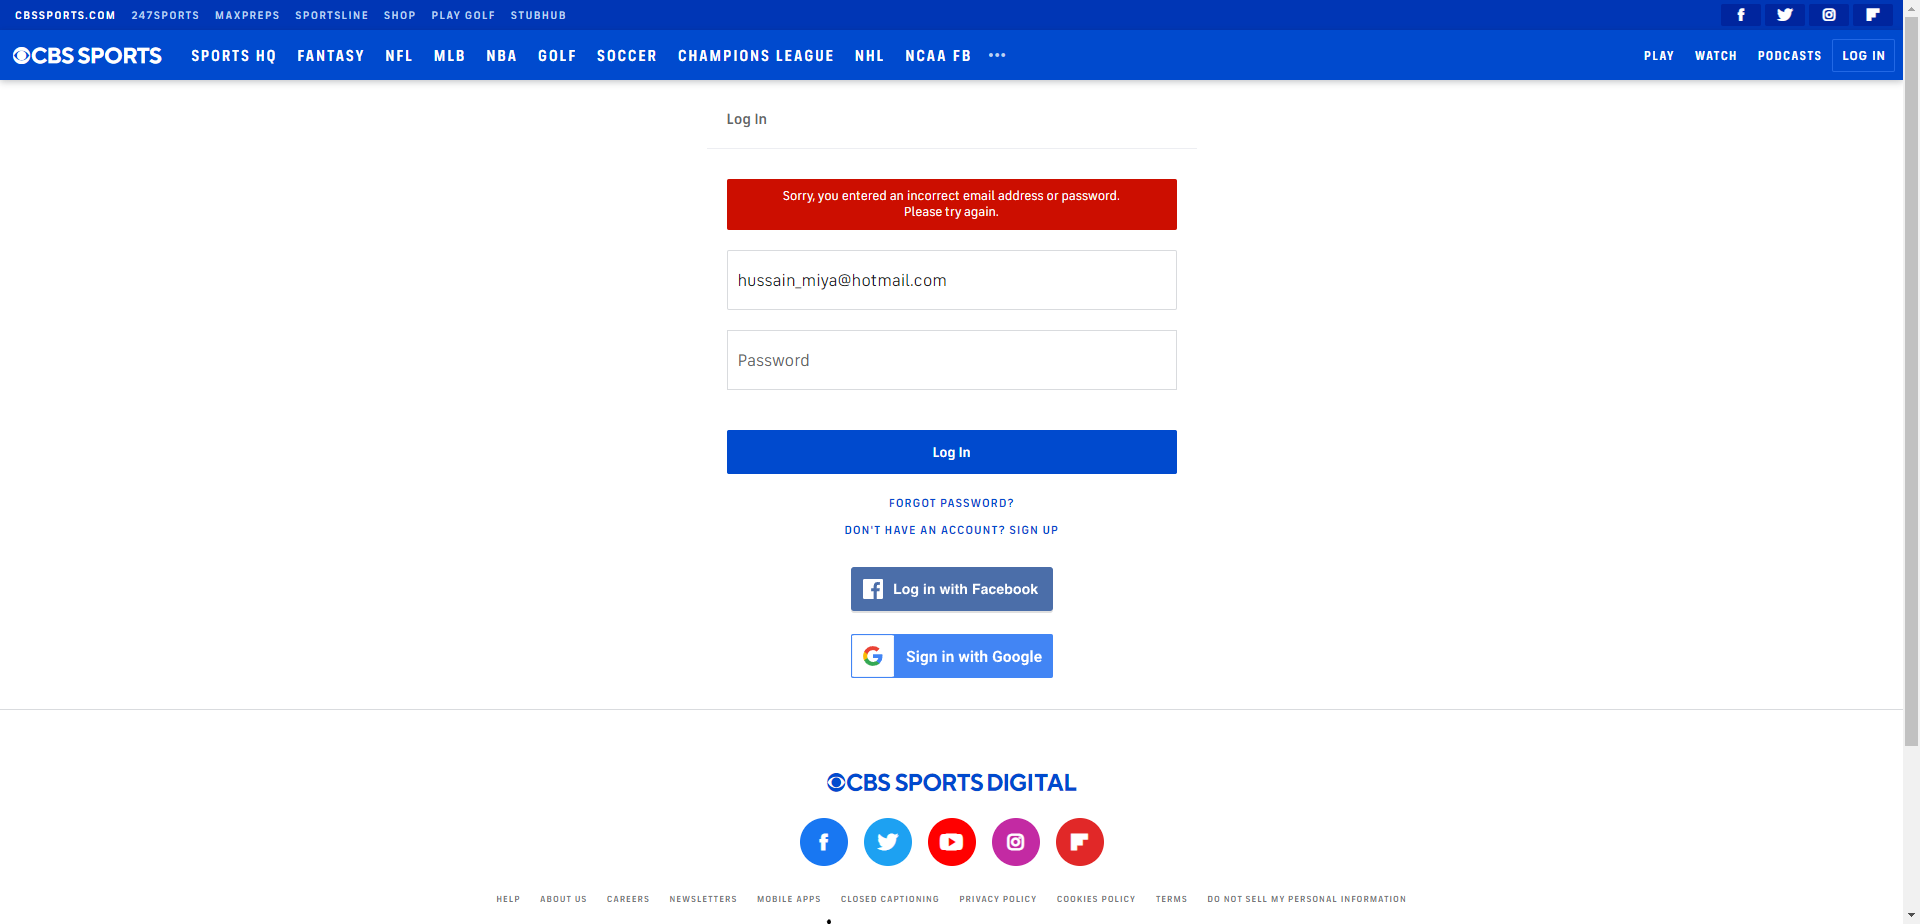 CBSSPORTS.COM 247SPORTS MAXPREPS SPORTSLINE SHOP PLAY GOLF STUBHUB
CBS SPORTS SPORTS HQ FANTASY NFL MLB NBA GOLF SOCCER CHAMPIONS LEAGUE NHL NCAA FB ••• PLAY WATCH PODCASTS LOG IN
Log In
Sorry, you entered an incorrect email address or password.
Please try again.
hussain_miya@hotmail.com
Password
Log In
FORGOT PASSWORD?
DON'T HAVE AN ACCOUNT? SIGN UP
Log in with Facebook
Sign in with Google
CBS SPORTS DIGITAL
HELP ABOUT US CAREERS NEWSLETTERS MOBILE APPS CLOSED CAPTIONING PRIVACY POLICY COOKIES POLICY TERMS DO NOT SELL MY PERSONAL INFORMATION